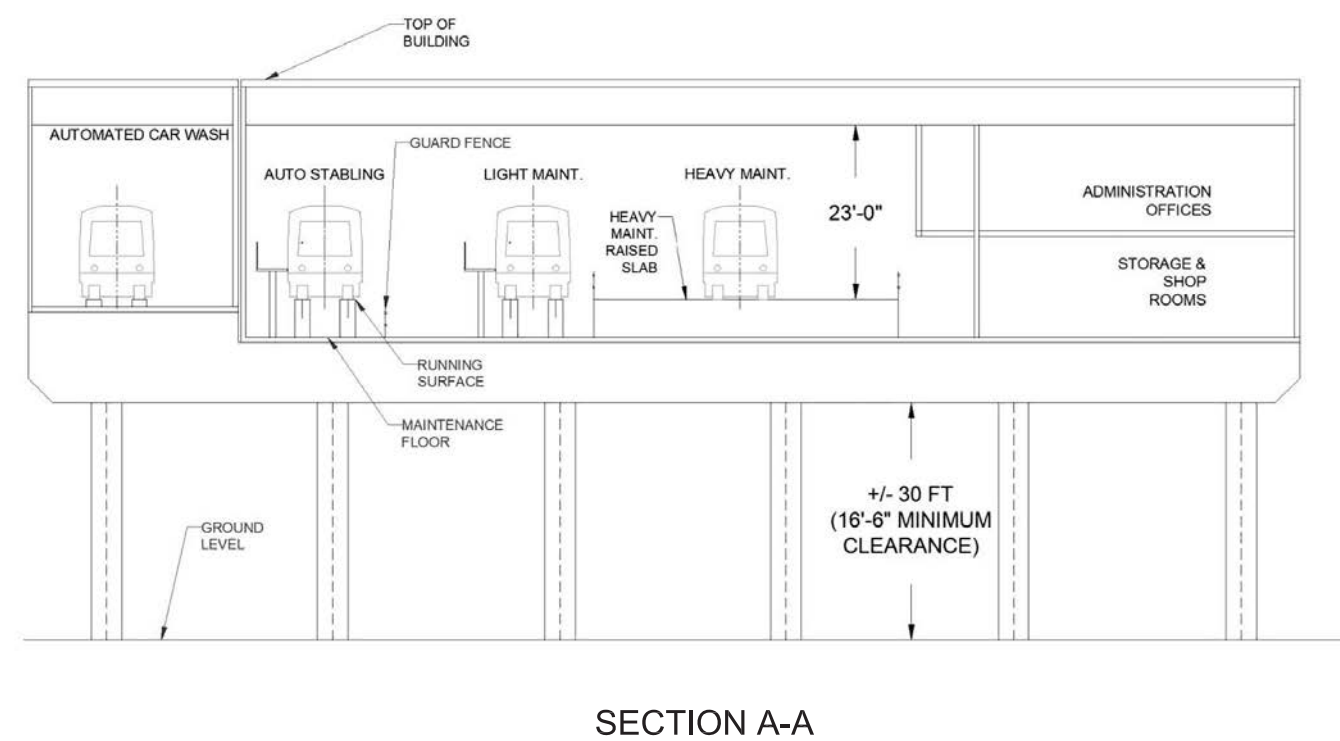 TOP OF
BUILDING
AUTOMATED CAR WASH
GUARD FENCE
AUTO STABLING
LIGHT MAINT.
HEAVY MAINT.
HEAVY
MAINT.
RAISED
SLAB
23'-0"
ADMINISTRATION
OFFICES
STORAGE &
SHOP
ROOMS
RUNNING
SURFACE
MAINTENANCE
FLOOR
+/- 30 FT
(16'-6" MINIMUM
CLEARANCE)
GROUND
LEVEL
SECTION A-A